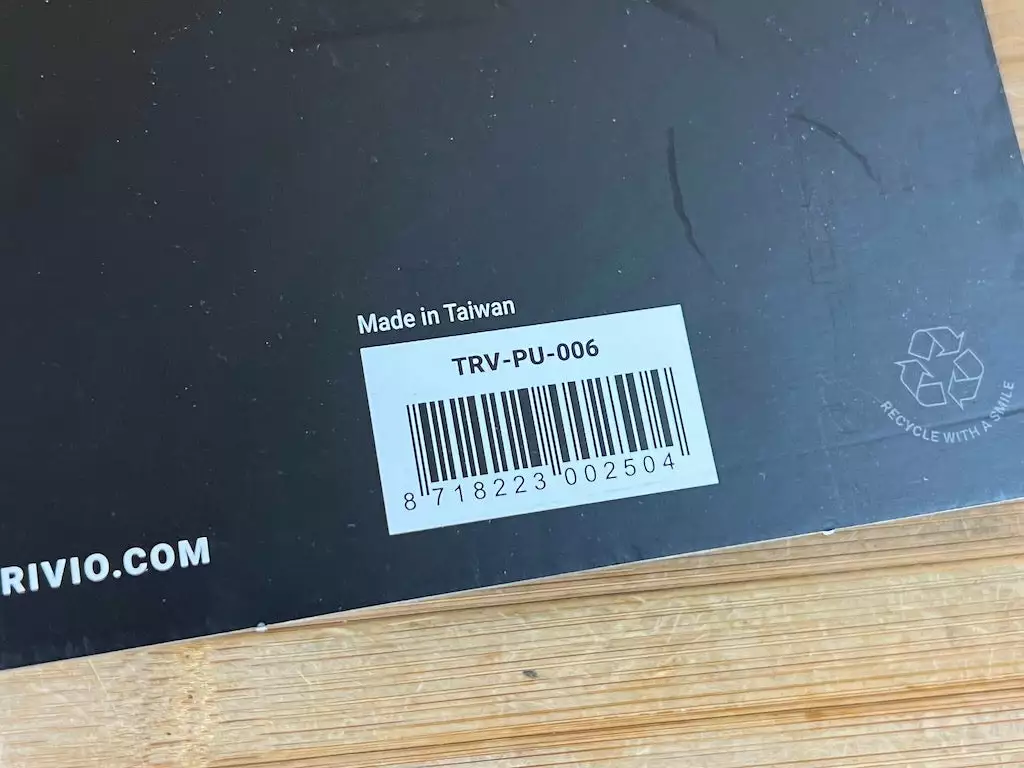 Made in Taiwan
TRV-PU-006
8 718223 002504
RECYCLE WITH A SMILE
RIVIO.COM